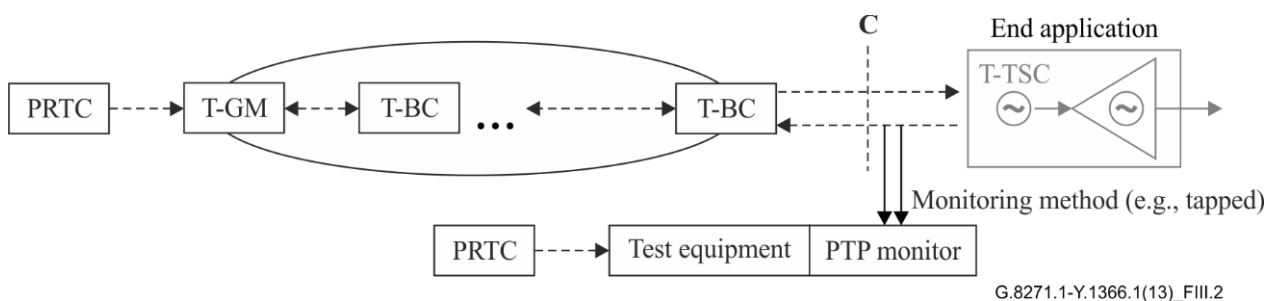 C
End application
T-TSC
PRTC
T-GM
T-BC
...
T-BC
Monitoring method (e.g., tapped)
PRTC
Test equipment
PTP monitor
G.8271.1-Y.1366.1(13)_FIII.2